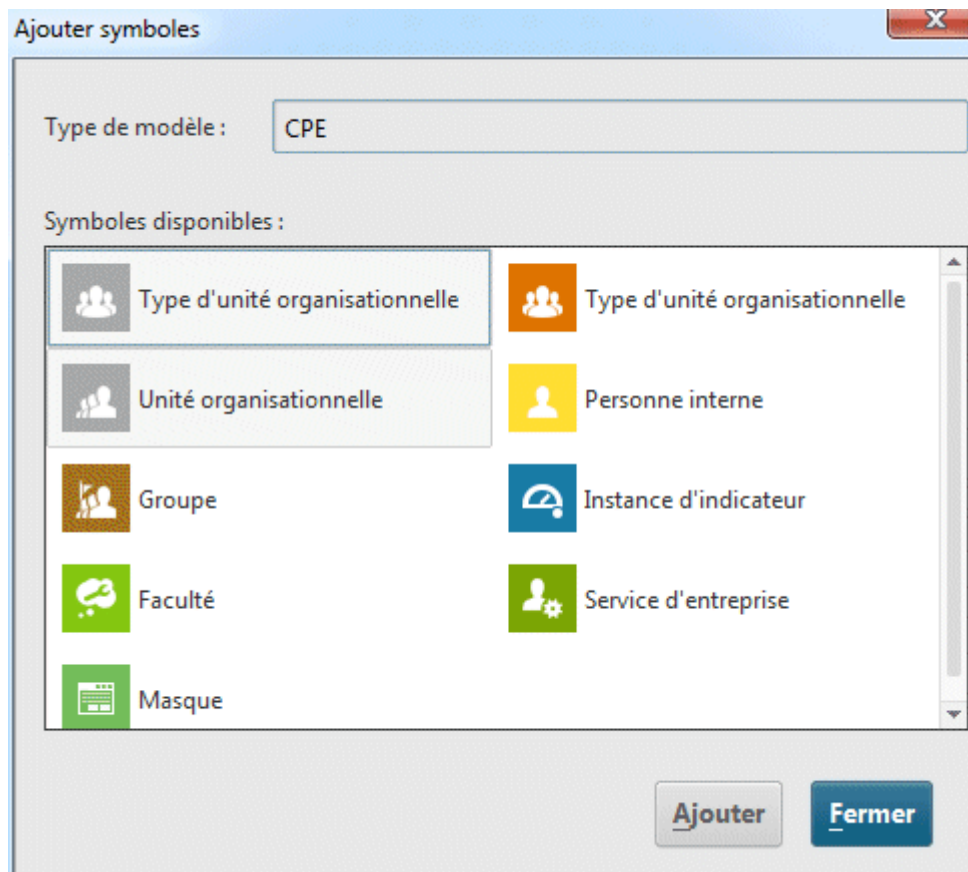 Ajouter symboles
Type de modèle :
CPE
Symboles disponibles :
Type d'unité organisationnelle
Type d'unité organisationnelle
Unité organisationnelle
Personne interne
Groupe
Instance d'indicateur
Faculté
Service d'entreprise
Masque
Ajouter
Fermer